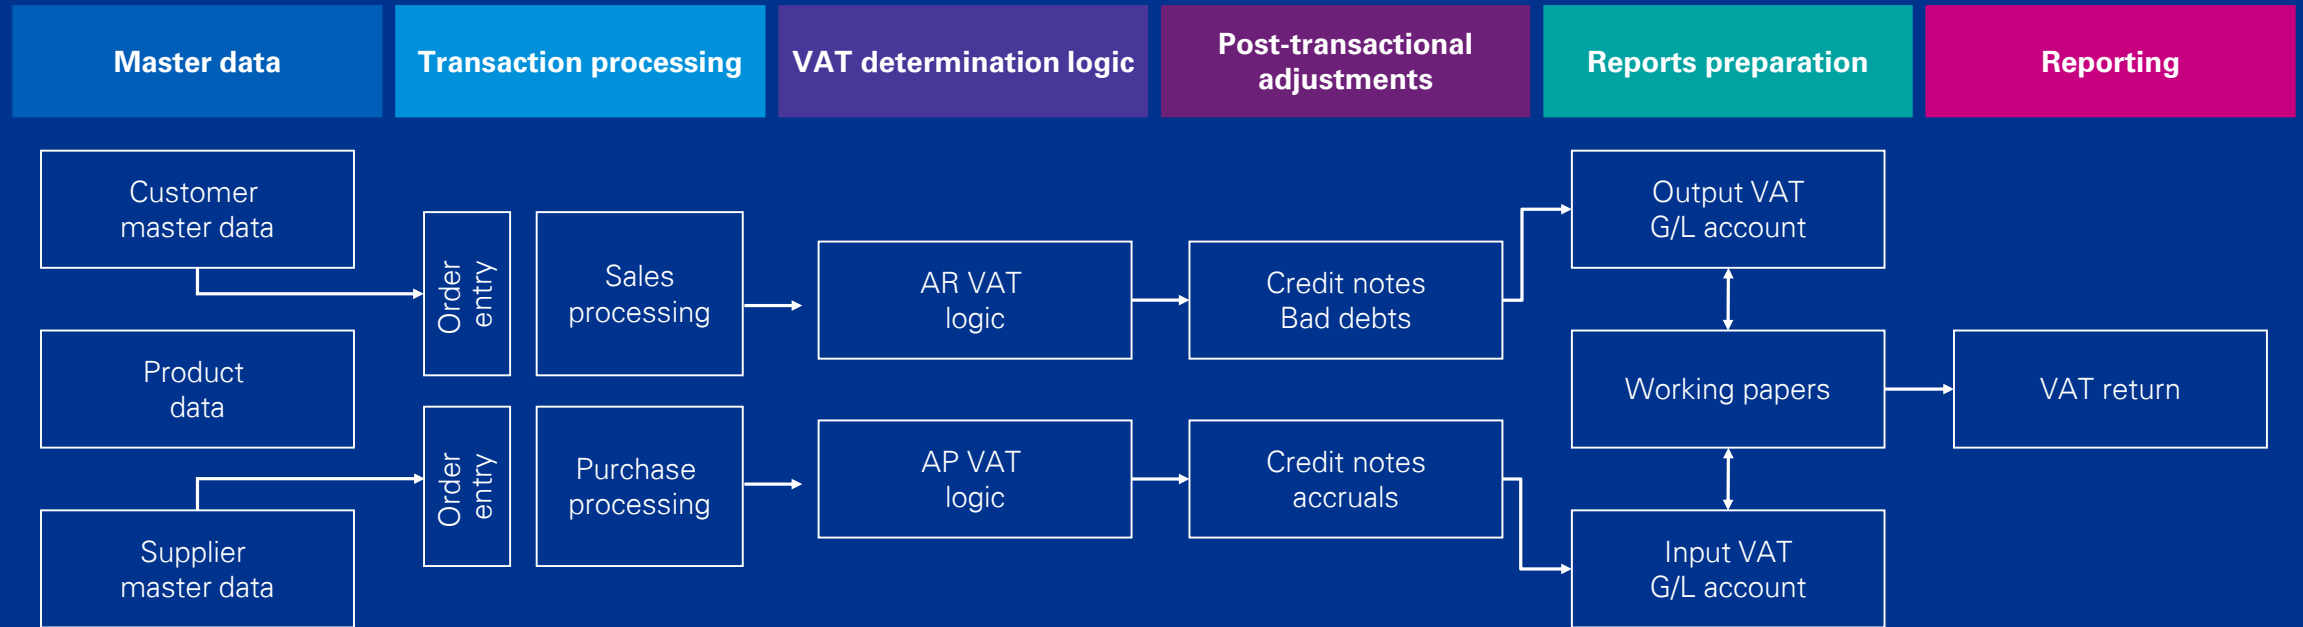 Master data
Transaction processing
VAT determination logic
Post-transactional
adjustments
Reports preparation
Reporting
Customer
master data
Product
data
Supplier
master data
Order
entry
Sales
processing
Order
entry
Purchase
processing
AR VAT
logic
AP VAT
logic
Credit notes
Bad debts
Credit notes
accruals
Output VAT
G/L account
Working papers
Input VAT
G/L account
VAT return